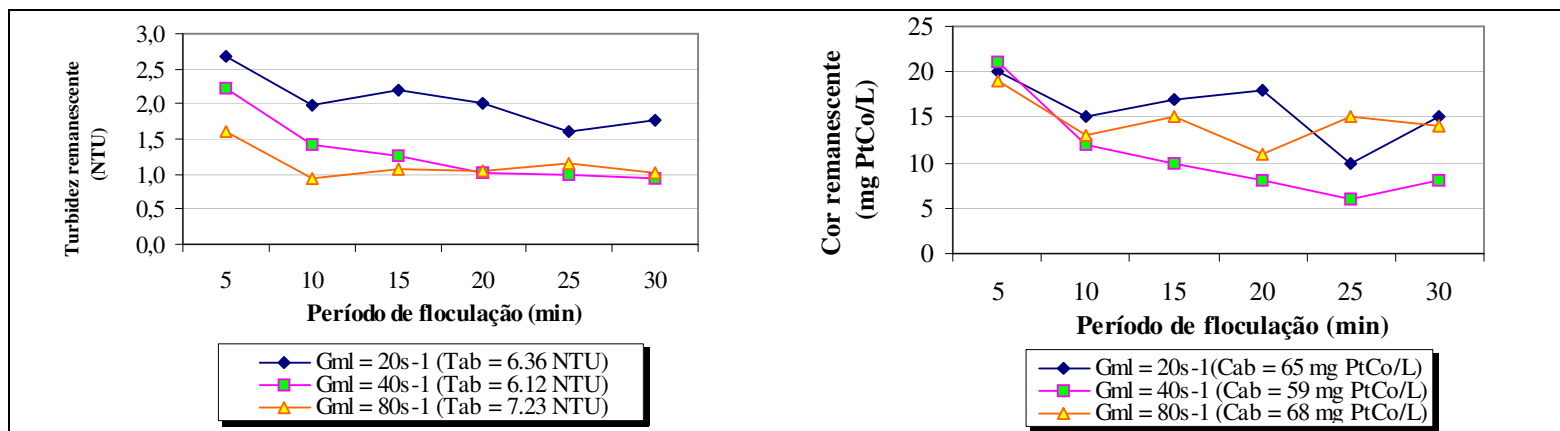 3,0
2,5
2,0
1,5
1,0
0,5
0,0
Turbidez remanescente
(NTU)
5 10 15 20 25 30
Período de floculação (min)
Gml = 20s-1 (Tab = 6.36 NTU)
Gml = 40s-1 (Tab = 6.12 NTU)
Gml = 80s-1 (Tab = 7.23 NTU)
25
20
15
10
5
0
Cor remanescente
(mg PtCo/L)
5 10 15 20 25 30
Período de floculação (min)
Gml = 20s-1(Cab = 65 mg PtCo/L)
Gml = 40s-1 (Cab = 59 mg PtCo/L)
Gml = 80s-1 (Cab = 68 mg PtCo/L)